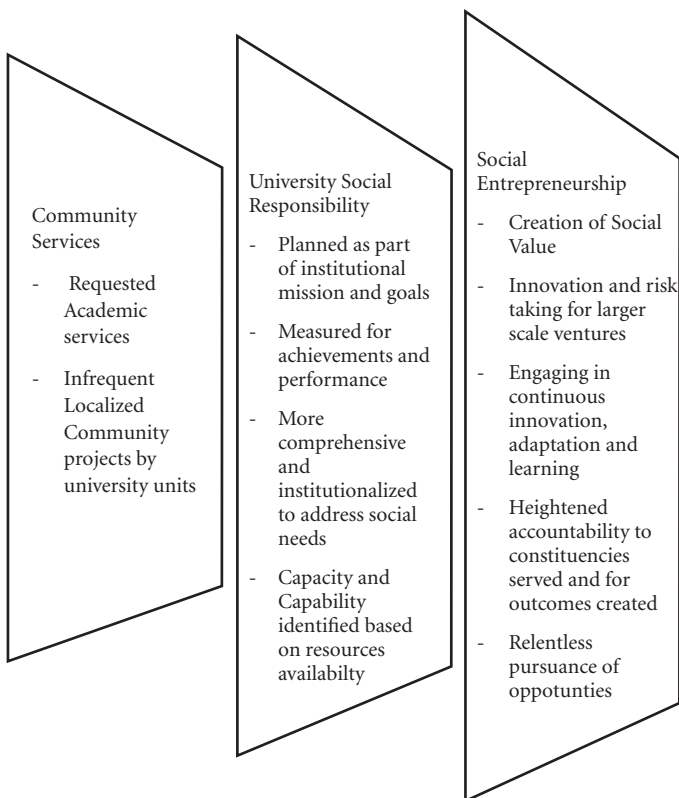 Community
Services
- Requested
Academic
services
- Infrequent
Localized
Community
projects by
university units
University Social
Responsibility
- Planned as part
of institutional
mission and goals
- Measured for
achievements and
performance
- More
comprehensive
and
institutionalized
to address social
needs
- Capacity and
Capability
identified based
on resources
availabilty
Social
Entrepreneurship
- Creation of Social
Value
- Innovation and risk
taking for larger
scale ventures
- Engaging in
continuous
innovation,
adaptation and
learning
- Heightened
accountability to
constituencies
served and for
outcomes created
- Relentless
pursuance of
oppotunties